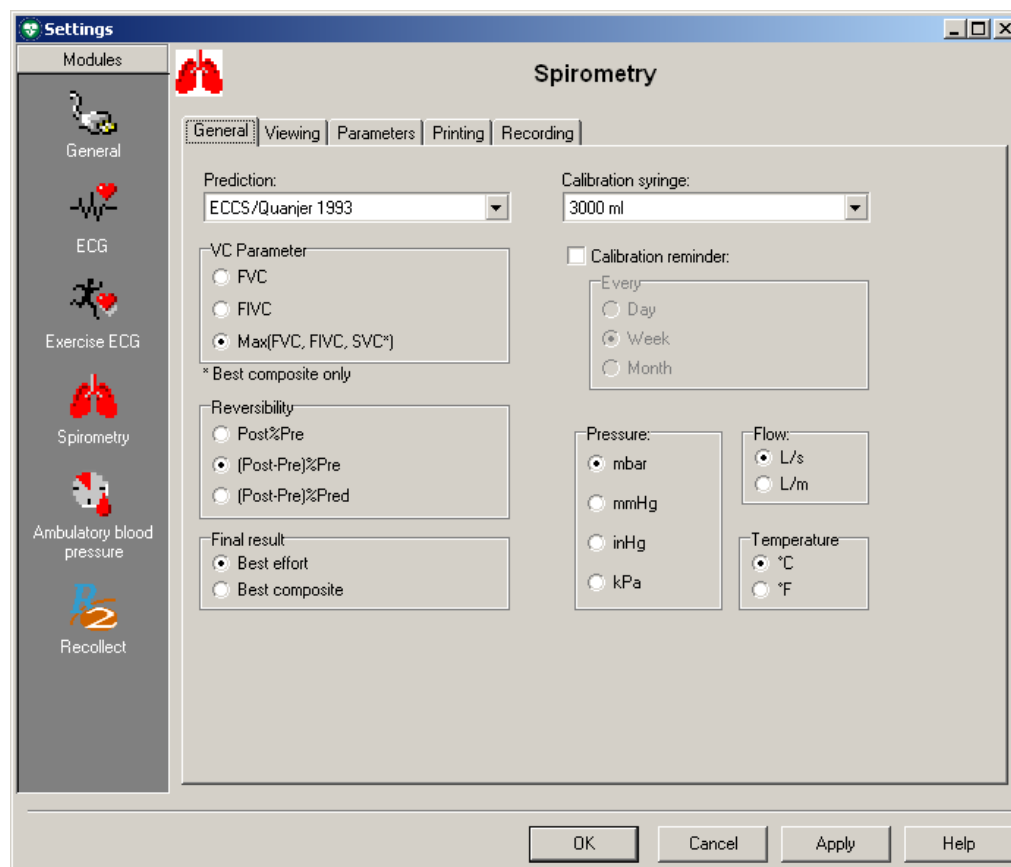 Settings
Modules
General
ECG
Exercise ECG
Spirometry
Ambulatory blood
pressure
R2
Recollect
Spirometry
General Viewing Parameters Printing Recording
Prediction:
ECCS/Quanjer 1993
VC Parameter
FVC
FIVC
Max(FVC, FIVC, SVC*)
* Best composite only
Reversibility
Post%Pre
(Post-Pre)%Pre
(Post-Pre)%Pred
Final result
Best effort
Best composite
Calibration syringe:
3000 ml
Calibration reminder:
Every
Day
Week
Month
Pressure:
mbar
mmHg
inHg
kPa
Flow:
L/s
L/m
Temperature
°C
°F
OK Cancel Apply Help